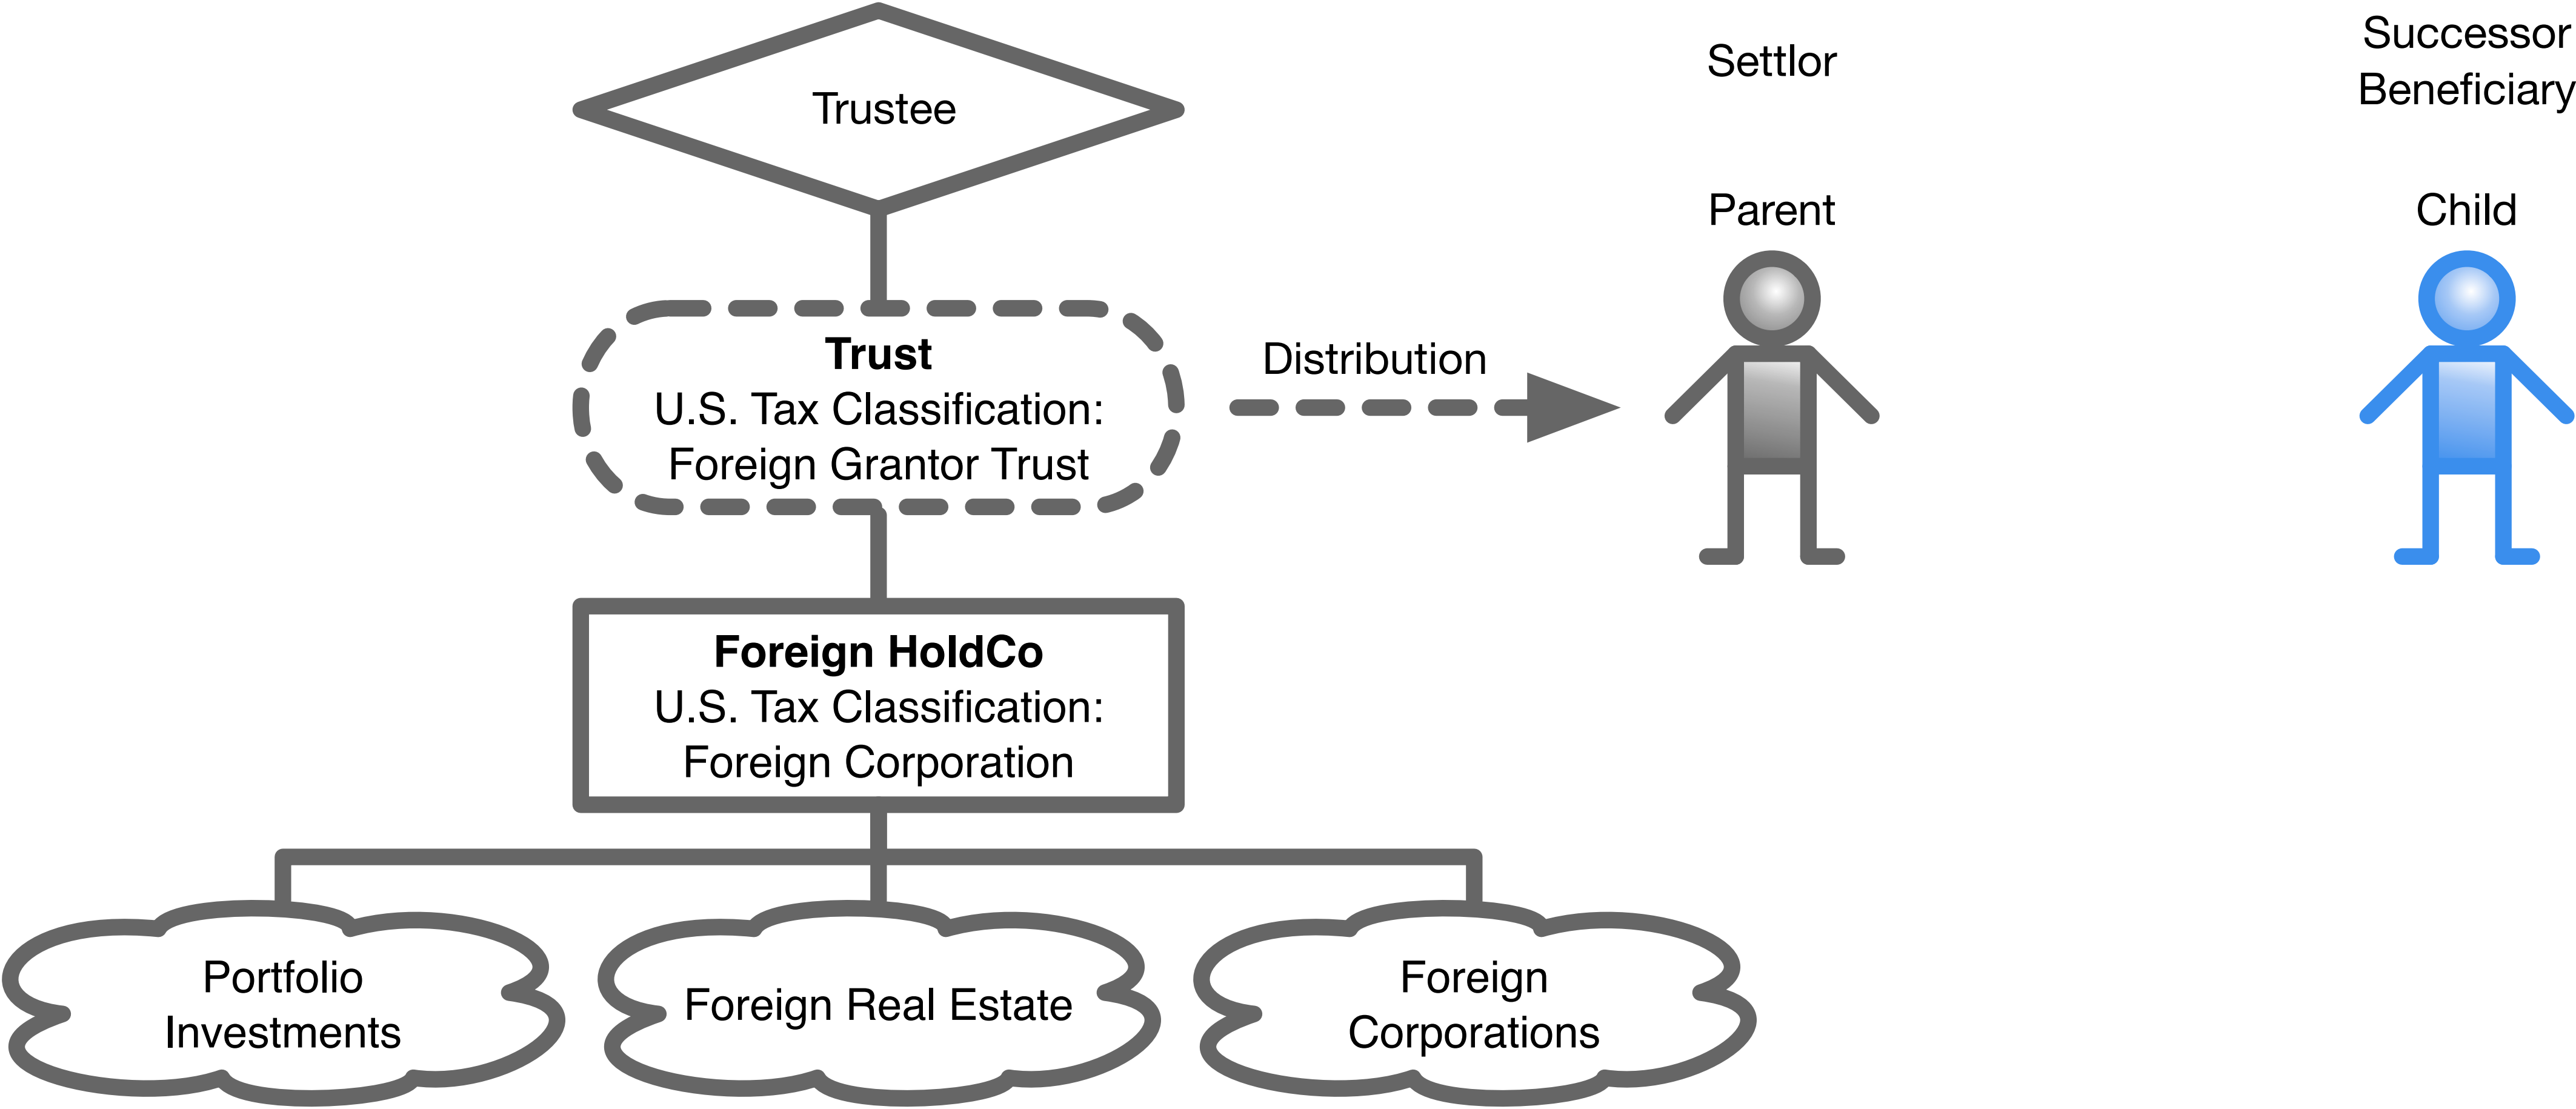 Trustee
Settlor
Successor
Beneficiary
Parent
Child
Trust
U.S. Tax Classification:
Foreign Grantor Trust
Distribution
Foreign HoldCo
U.S. Tax Classification:
Foreign Corporation
Portfolio
Investments
Foreign Real Estate
Foreign
Corporations